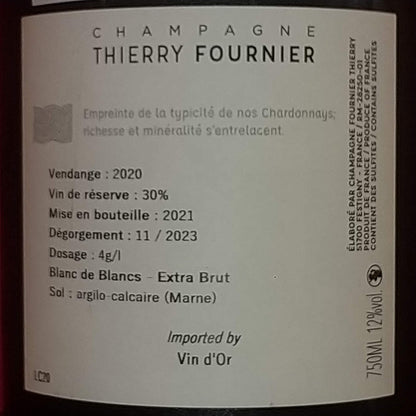 CHAMPAGNE
THIERRY FOURNIER
Empreinte de la typicité de nos Chardonnays;
richesse et minéralité s'entrelacent.
Vendange : 2020
Vin de réserve : 30%
Mise en bouteille : 2021
Dégorgement : 11 / 2023
Dosage : 4g/l
Blanc de Blancs - Extra Brut
Sol : argilo-calcaire (Marne)
Imported by
Vin d'Or
LC20
ÉLABORÉ PAR CHAMPAGNE FOURNIER THIERRY
51700 FESTIGNY - FRANCE / RM-28250-01
PRODUIT DE FRANCE / PRODUCE OF FRANCE
CONTIENT DES SULFITES / CONTAINS SULFITES
750ML 12%vol.